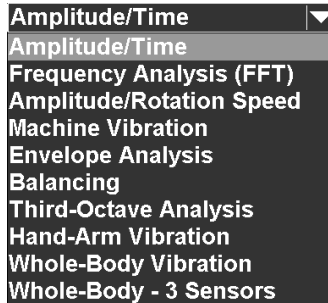 Amplitude/Time
Amplitude/Time
Frequency Analysis (FFT)
Amplitude/Rotation Speed
Machine Vibration
Envelope Analysis
Balancing
Third-Octave Analysis
Hand-Arm Vibration
Whole-Body Vibration
Whole-Body - 3 Sensors